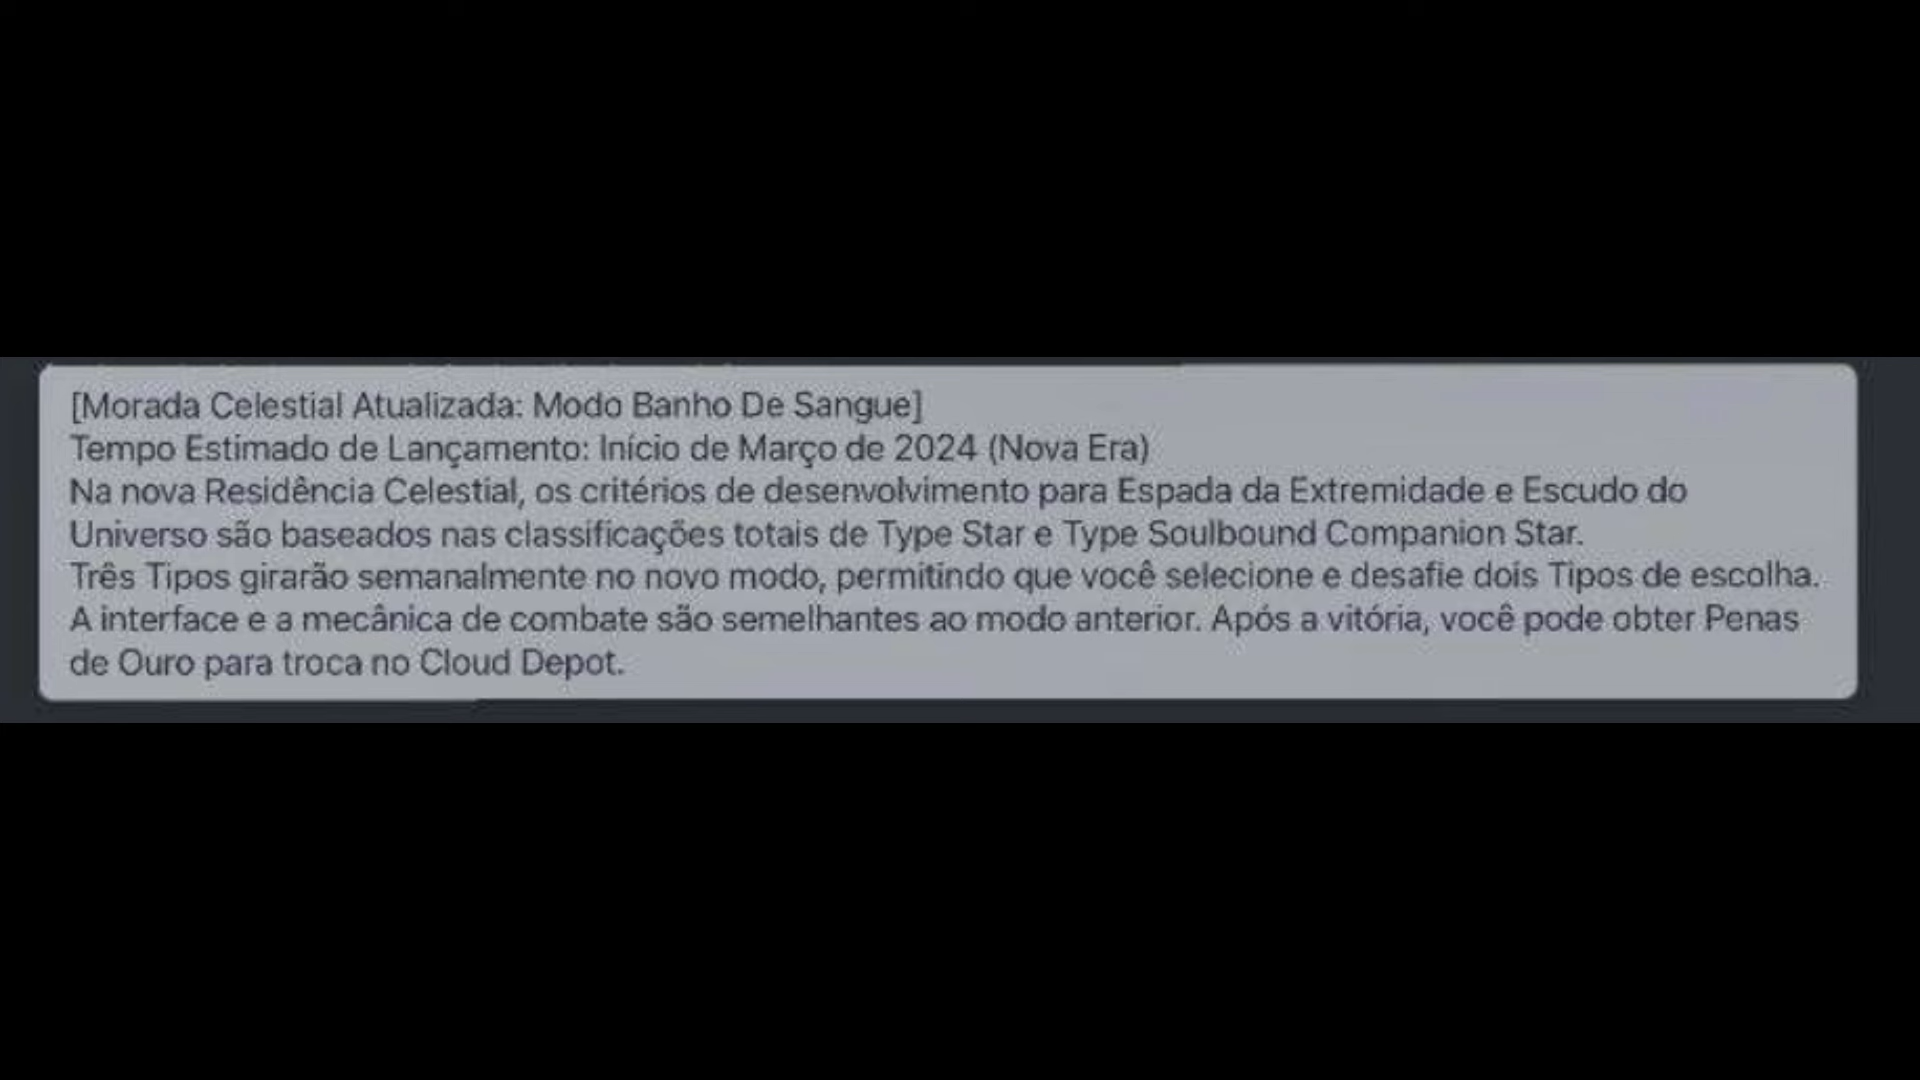 [Morada Celestial Atualizada: Modo Banho De Sangue]
Tempo Estimado de Lançamento: Início de Março de 2024 (Nova Era)
Na nova Residência Celestial, os critérios de desenvolvimento para Espada da Extremidade e Escudo do
Universo são baseados nas classificações totais de Type Star e Type Soulbound Companion Star.
Três Tipos girarão semanalmente no novo modo, permitindo que você selecione e desafie dois Tipos de escolha.
A interface e a mecânica de combate são semelhantes ao modo anterior. Após a vitória, você pode obter Penas
de Ouro para troca no Cloud Depot.